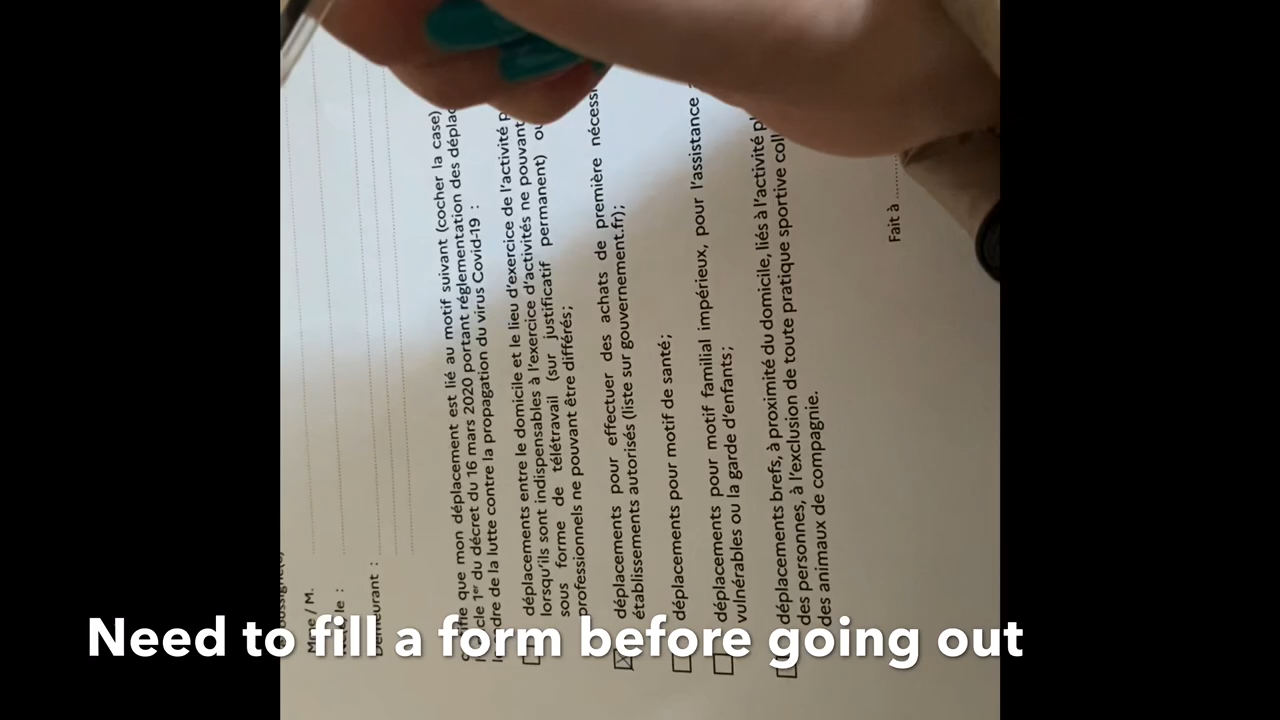 Mme / M.
le :
Demeurant :
que mon déplacement est lié au motif suivant (cocher la case)
1er du décret du 16 mars 2020 portant réglementation des
de la lutte contre la propagation du virus Covid-19 :
déplacements entre le domicile et le lieu d'exercice de l'activité
lorsqu'ils sont indispensables à l'exercice d'activités ne pouvant
sous forme de télétravail (sur justificatif permanent)
professionnels ne pouvant être différés;
déplacements pour effectuer des achats de première
établissements autorisés (liste sur gouvernement.fr);
déplacements pour motif de santé;
déplacements pour motif familial impérieux, pour l'assistance
vulnérables ou la garde d'enfants;
déplacements brefs, à proximité du domicile, liés à l'activité
des personnes, à l'exclusion de toute pratique sportive
des animaux de compagnie.
Fait à
Need to fill a form before going out